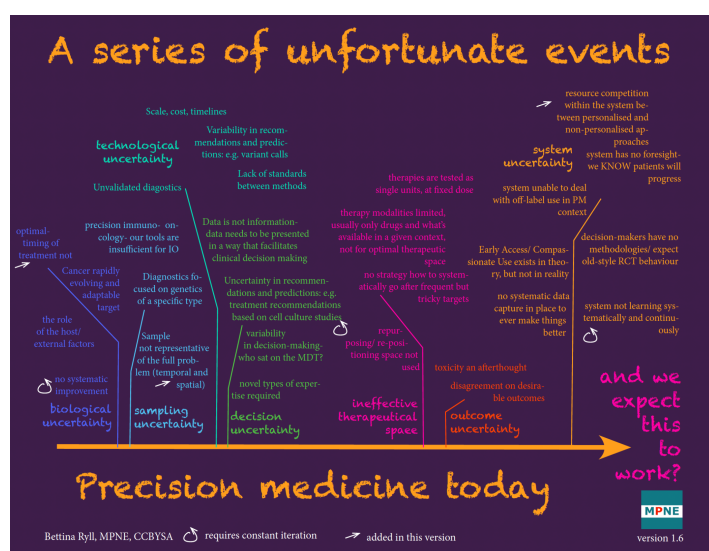 A series of unfortunate events
Scale, cost, timelines
technological
uncertainty
Variability in recom-
mendations and predic-
tions: e.g. variant calls
Lack of standards
between methods
Unvalidated diagostics
optimal-
timing of
treatment not
Cancer rapidly
evolving and
adaptable
target
the role
of the host/
external factors
no systematic
improvement
biological
uncertainty
precision immuno- on-
cology- our tools are
insufficient for IO
Diagnostics fo-
cused on genetics
of a specific type
Sample
not representative
of the full prob-
lem (temporal and
spatial)
sampling
uncertainty
Data is not information-
data needs to be presented
in a way that facilitates
clinical decision making
Uncertainty in recommen-
dations and predictions: e.g.
treatment recommendations
based on cell culture studies
variability
in decision-making-
who sat on the MDT?
novel types of exper-
tise required
decision
uncertainty
therapies are tested as
single units, at fixed dose
therapy modalities limited,
usually only drugs and what's
available in a given context,
not for optimal therapeutic
space
no strategy how to system-
atically go after frequent but
tricky targets
repur-
posing/ re-posi-
tioning space not
used
ineffective
therapeutical
space
toxicity an afterthought
disagreement on desira-
ble outcomes
outcome
uncertainty
resource competition
within the system be-
tween personalised and
non-personalised ap-
proaches
system
uncertainty
system has no foresight-
we KNOW patients will
progress
system unable to deal
with off-label use in PM
context
Early Access/ Compas-
sionate Use exists in theo-
ry, but not in reality
decision-makers have no
methodologies/ expect
old-style RCT behaviour
no systematic data
capture in place to
ever make things
better
system not learning sys-
tematically and continu-
ously
and we
expect
this
to
work?
Precision medicine today
MPNE
Bettina Ryll, MPNE, CCBYSA
requires constant iteration
added in this version
version 1.6